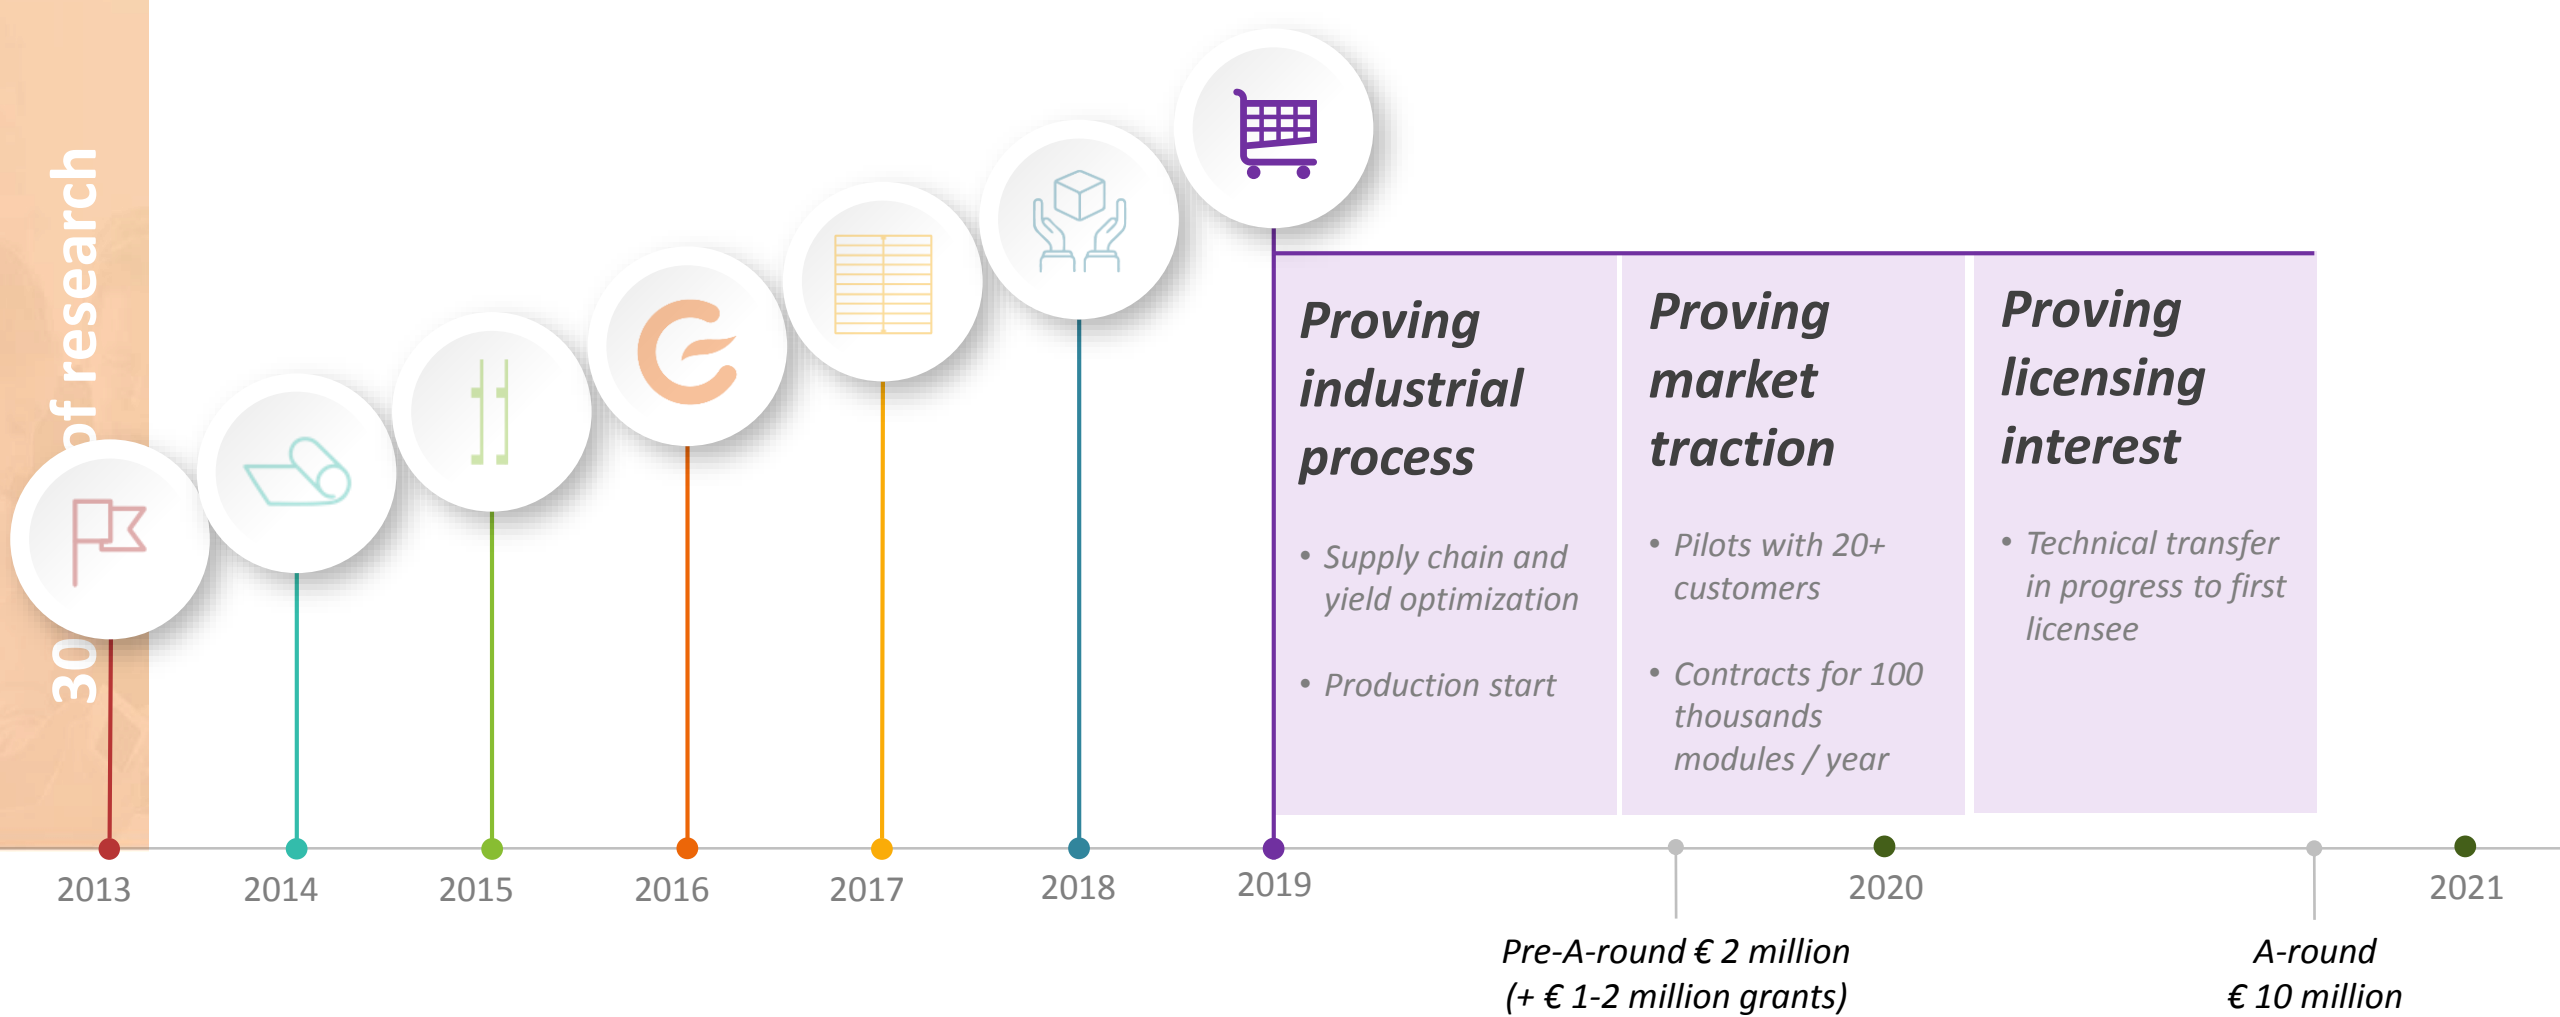 30 of research
Proving
industrial
process
• Supply chain and
yield optimization
• Production start
Proving
market
traction
• Pilots with 20+
customers
• Contracts for 100
thousands
modules / year
Proving
licensing
interest
• Technical transfer
in progress to first
licensee
2013
2014
2015
2016
2017
2018
2019
2020
2021
Pre-A-round € 2 million
(+ € 1-2 million grants)
A-round
€ 10 million